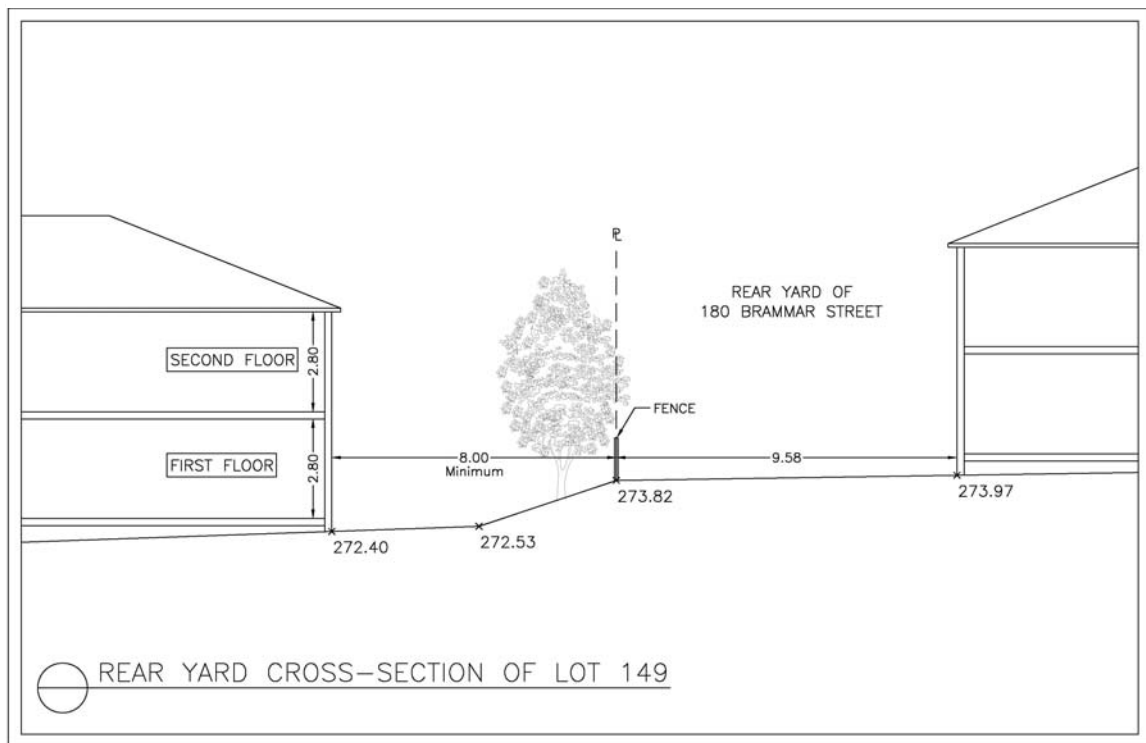 ℄
REAR YARD OF
180 BRAMMAR STREET
SECOND FLOOR
2.80
FENCE
FIRST FLOOR
2.80
8.00
Minimum
9.58
273.82
273.97
272.40
272.53
REAR YARD CROSS-SECTION OF LOT 149